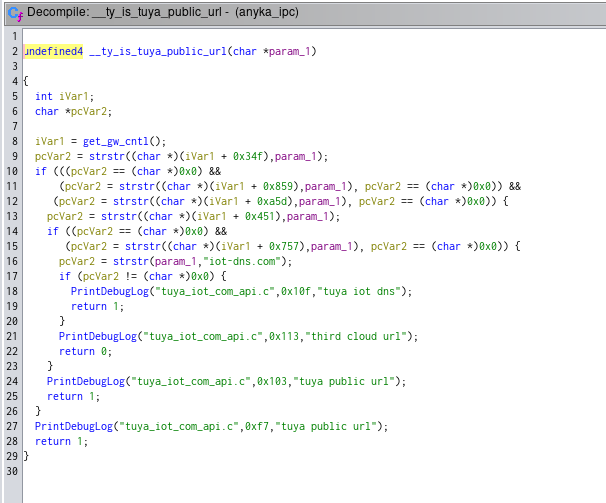 Decompile: __ty_is_tuya_public_url - (anyka_ipc)
1
2 undefined4 __ty_is_tuya_public_url(char *param_1)
3
4 {
5   int iVar1;
6   char *pcVar2;
7
8   iVar1 = get_gw_cntl();
9   pcVar2 = strstr((char *)(iVar1 + 0x34f),param_1);
10   if (((pcVar2 == (char *)0x0) &&
11       (pcVar2 = strstr((char *)(iVar1 + 0x859),param_1), pcVar2 == (char *)0x0)) &&
12      (pcVar2 = strstr((char *)(iVar1 + 0xa5d),param_1), pcVar2 == (char *)0x0)) {
13     pcVar2 = strstr((char *)(iVar1 + 0x451),param_1);
14     if ((pcVar2 == (char *)0x0) &&
15        (pcVar2 = strstr((char *)(iVar1 + 0x757),param_1), pcVar2 == (char *)0x0)) {
16       pcVar2 = strstr(param_1,"iot-dns.com");
17       if (pcVar2 != (char *)0x0) {
18         PrintDebugLog("tuya_iot_com_api.c",0x10f,"tuya iot dns");
19         return 1;
20       }
21       PrintDebugLog("tuya_iot_com_api.c",0x113,"third cloud url");
22       return 0;
23     }
24     PrintDebugLog("tuya_iot_com_api.c",0x103,"tuya public url");
25     return 1;
26   }
27   PrintDebugLog("tuya_iot_com_api.c",0xf7,"tuya public url");
28   return 1;
29 }
30